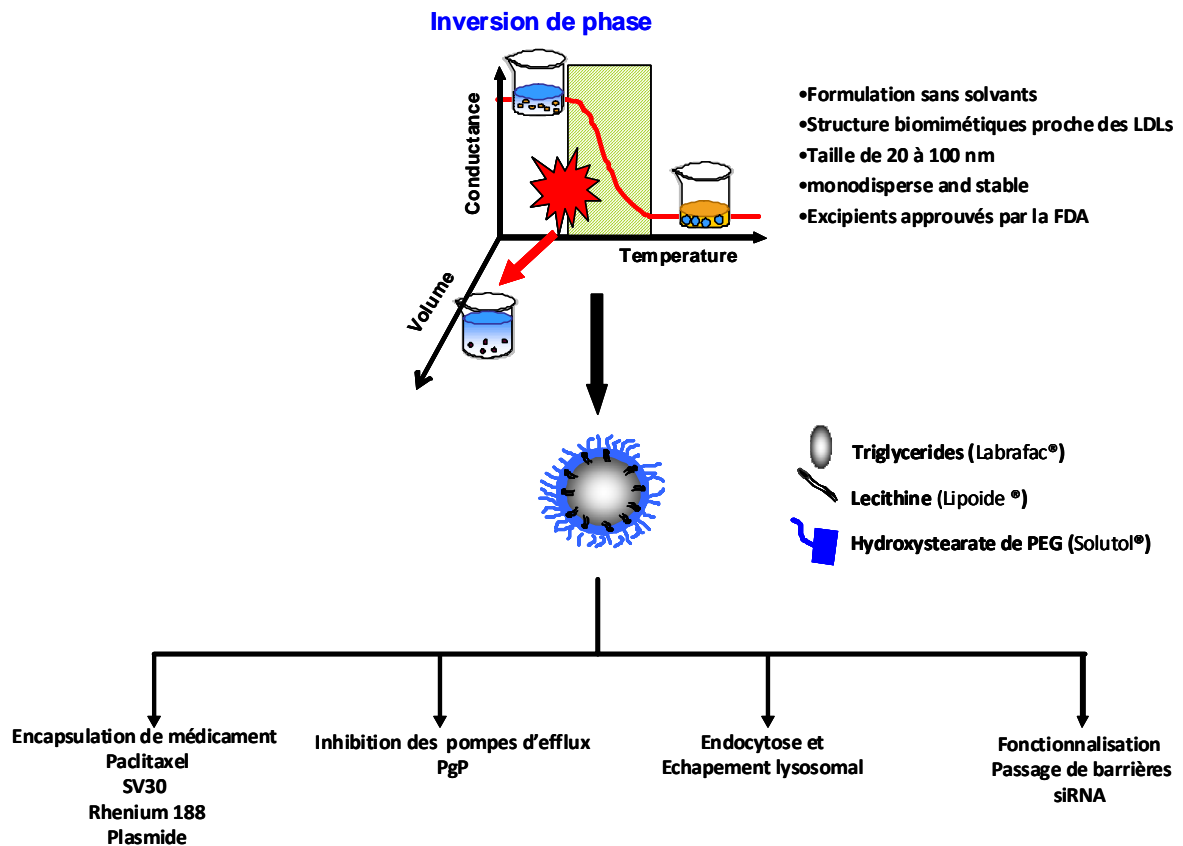 Inversion de phase
Conductance
Temperature
Volume
•Formulation sans solvants
•Structure biomimétiques proche des LDLs
•Taille de 20 à 100 nm
•monodisperse and stable
•Excipients approuvés par la FDA
Triglycerides (Labrafac®)
Lecithine (Lipoide ®)
Hydroxystearate de PEG (Solutol®)
Encapsulation de médicament
Paclitaxel
SV30
Rhenium 188
Plasmide
Inhibition des pompes d'efflux
PgP
Endocytose et
Echapement lysosomal
Fonctionnalisation
Passage de barrières
siRNA